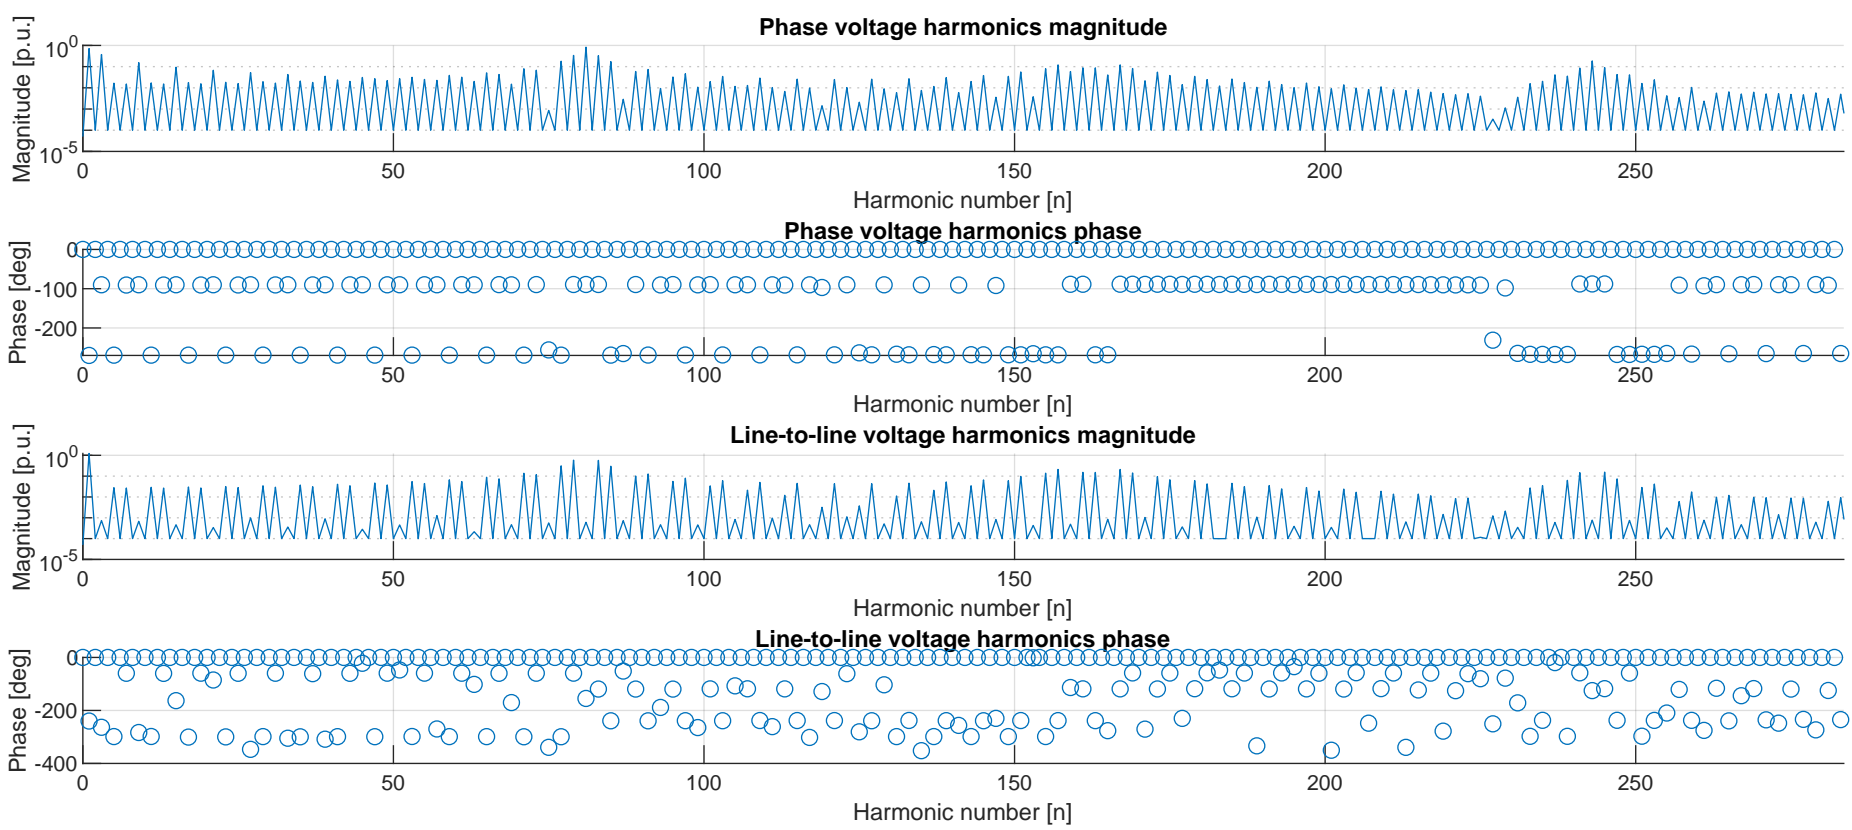 Phase voltage harmonics magnitude
Magnitude [p.u.]
10^0
10^-5
0 50 100 150 200 250
Harmonic number [n]
Phase voltage harmonics phase
Phase [deg]
0
-100
-200
0 50 100 150 200 250
Harmonic number [n]
Line-to-line voltage harmonics magnitude
Magnitude [p.u.]
10^0
10^-5
0 50 100 150 200 250
Harmonic number [n]
Line-to-line voltage harmonics phase
Phase [deg]
0
-200
-400
0 50 100 150 200 250
Harmonic number [n]